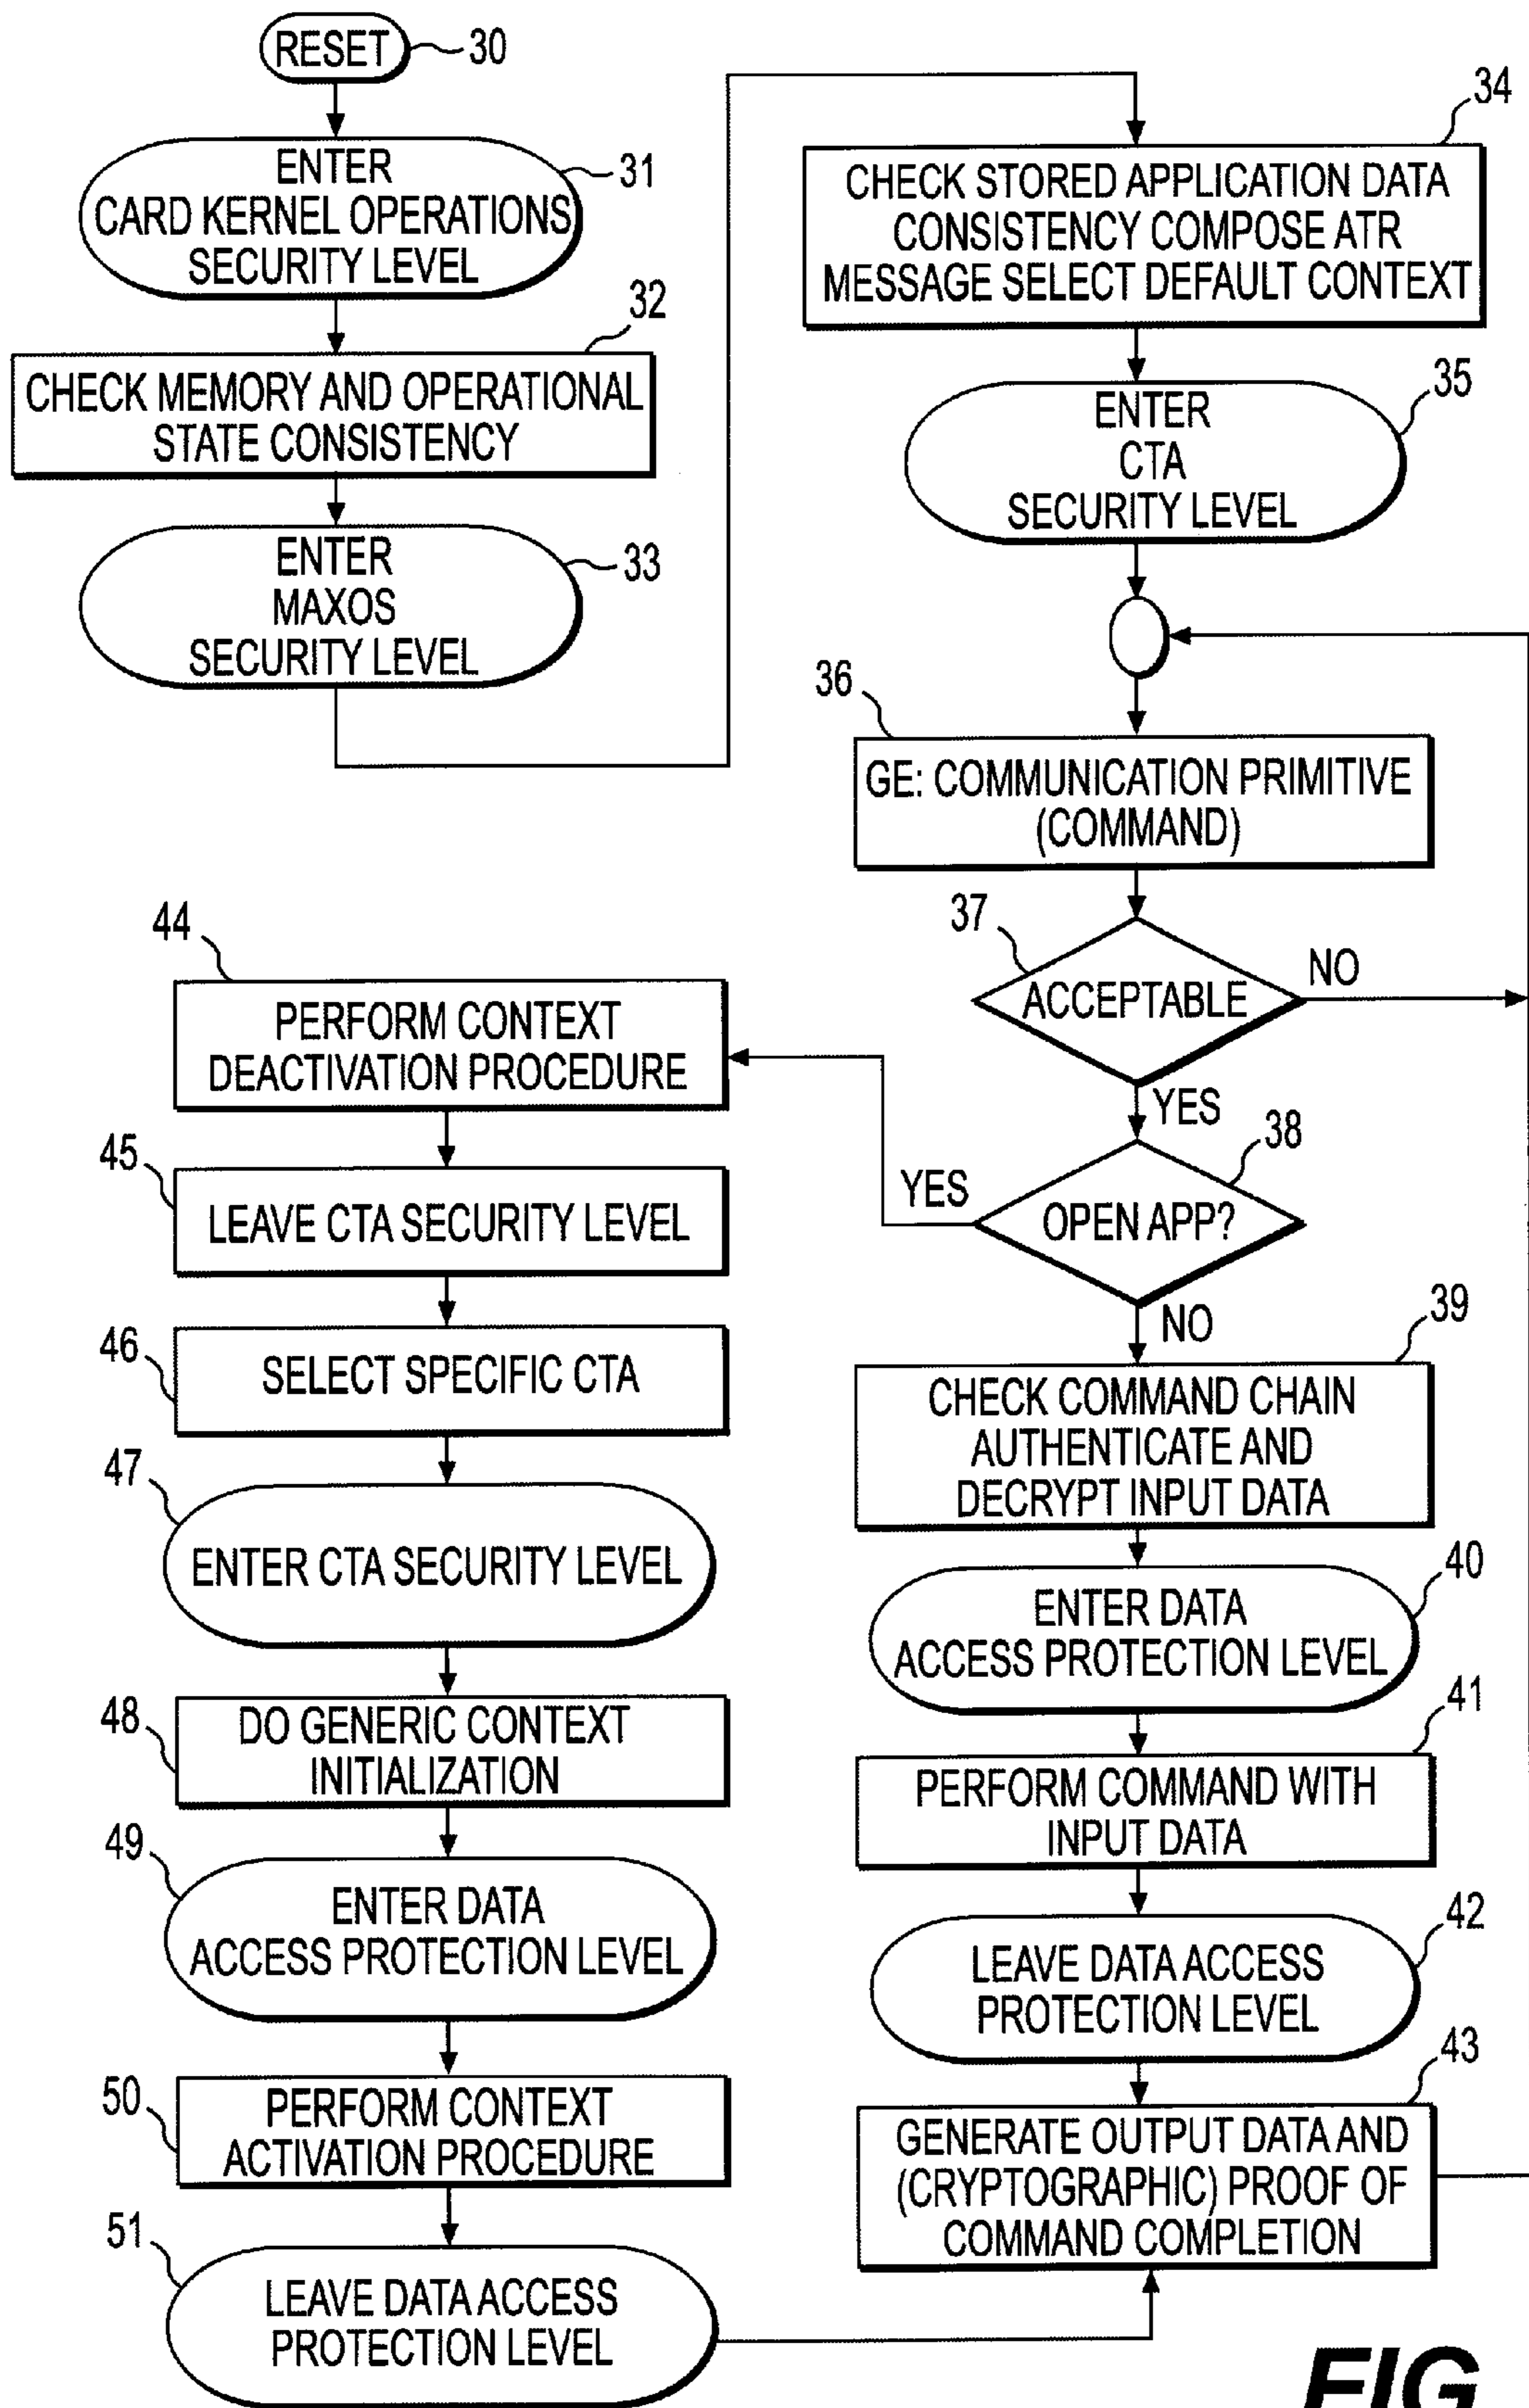 RESET
30
ENTER
CARD KERNEL OPERATIONS
SECURITY LEVEL
31
32
CHECK MEMORY AND OPERATIONAL
STATE CONSISTENCY
ENTER
MAXOS
SECURITY LEVEL
33
34
CHECK STORED APPLICATION DATA
CONSISTENCY COMPOSE ATR
MESSAGE SELECT DEFAULT CONTEXT
35
ENTER
CTA
SECURITY LEVEL
36
GE: COMMUNICATION PRIMITIVE
(COMMAND)
37
ACCEPTABLE
NO
YES
38
OPEN APP?
YES
NO
39
CHECK COMMAND CHAIN
AUTHENTICATE AND
DECRYPT INPUT DATA
40
ENTER DATA
ACCESS PROTECTION LEVEL
41
PERFORM COMMAND WITH
INPUT DATA
42
LEAVE DATA ACCESS
PROTECTION LEVEL
43
GENERATE OUTPUT DATA AND
(CRYPTOGRAPHIC) PROOF OF
COMMAND COMPLETION
44
PERFORM CONTEXT
DEACTIVATION PROCEDURE
45
LEAVE CTA SECURITY LEVEL
46
SELECT SPECIFIC CTA
47
ENTER CTA SECURITY LEVEL
48
DO GENERIC CONTEXT
INITIALIZATION
49
ENTER DATA
ACCESS PROTECTION LEVEL
50
PERFORM CONTEXT
ACTIVATION PROCEDURE
51
LEAVE DATA ACCESS
PROTECTION LEVEL
FIG